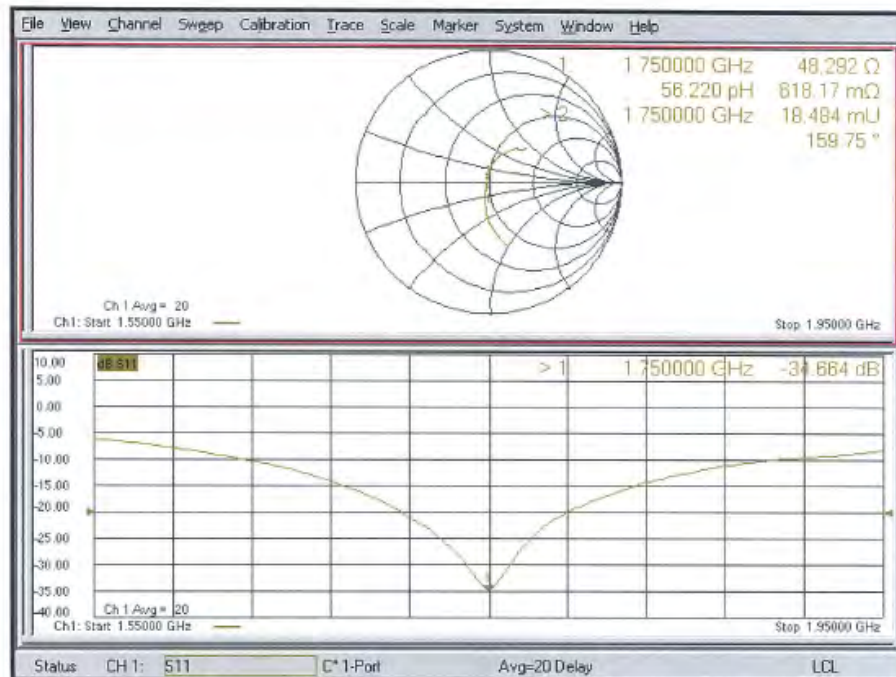 File View Channel Sweep Calibration Trace Scale Marker System Window Help
1 1.750000 GHz 48.292 Ω
56.220 pH 618.17 mΩ
> 2 1.750000 GHz 18.484 mU
159.75 °
Ch 1 Avg = 20
Ch1: Start 1.55000 GHz
Stop 1.95000 GHz
10.00
dB S11
> 1 1.750000 GHz -34.664 dB
5.00
0.00
-5.00
-10.00
-15.00
-20.00
-25.00
-30.00
-35.00
-40.00
Ch 1 Avg = 20
Ch1: Start 1.55000 GHz
Stop 1.95000 GHz
Status CH 1: S11 C* 1-Port Avg=20 Delay LCL